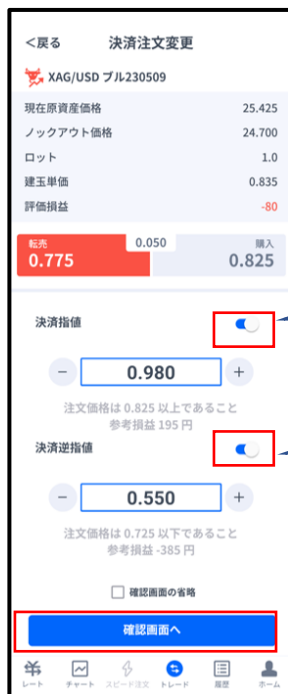 <戻る 決済注文変更
XAG/USD ブル230509
現在原資産価格 25.425
ノックアウト価格 24.700
ロット 1.0
建玉単価 0.835
評価損益 -80
転売 0.050 購入
0.775 0.825
決済指値
− 0.980 +
注文価格は 0.825 以上であること
参考損益 195 円
決済逆指値
− 0.550 +
注文価格は 0.725 以下であること
参考損益 -385 円
確認画面の省略
確認画面へ
レート チャート スピード注文 トレード 履歴 ホーム